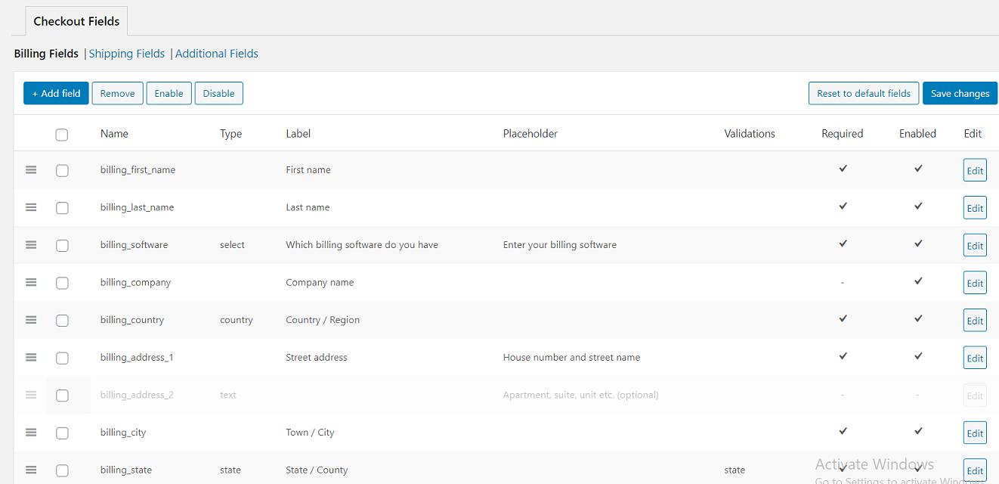 Checkout Fields
Billing Fields | Shipping Fields | Additional Fields
+ Add field Remove Enable Disable Reset to default fields Save changes
Name Type Label Placeholder Validations Required Enabled Edit
billing_first_name First name ✔ ✔ Edit
billing_last_name Last name ✔ ✔ Edit
billing_software select Which billing software do you have Enter your billing software ✔ ✔ Edit
billing_company Company name - ✔ Edit
billing_country country Country / Region ✔ ✔ Edit
billing_address_1 Street address House number and street name ✔ ✔ Edit
billing_address_2 text Apartment, suite, unit etc. (optional) - - Edit
billing_city Town / City ✔ ✔ Edit
billing_state state State / County state ✔ ✔ Edit
Activate Windows
Go to Settings to activate Windows.